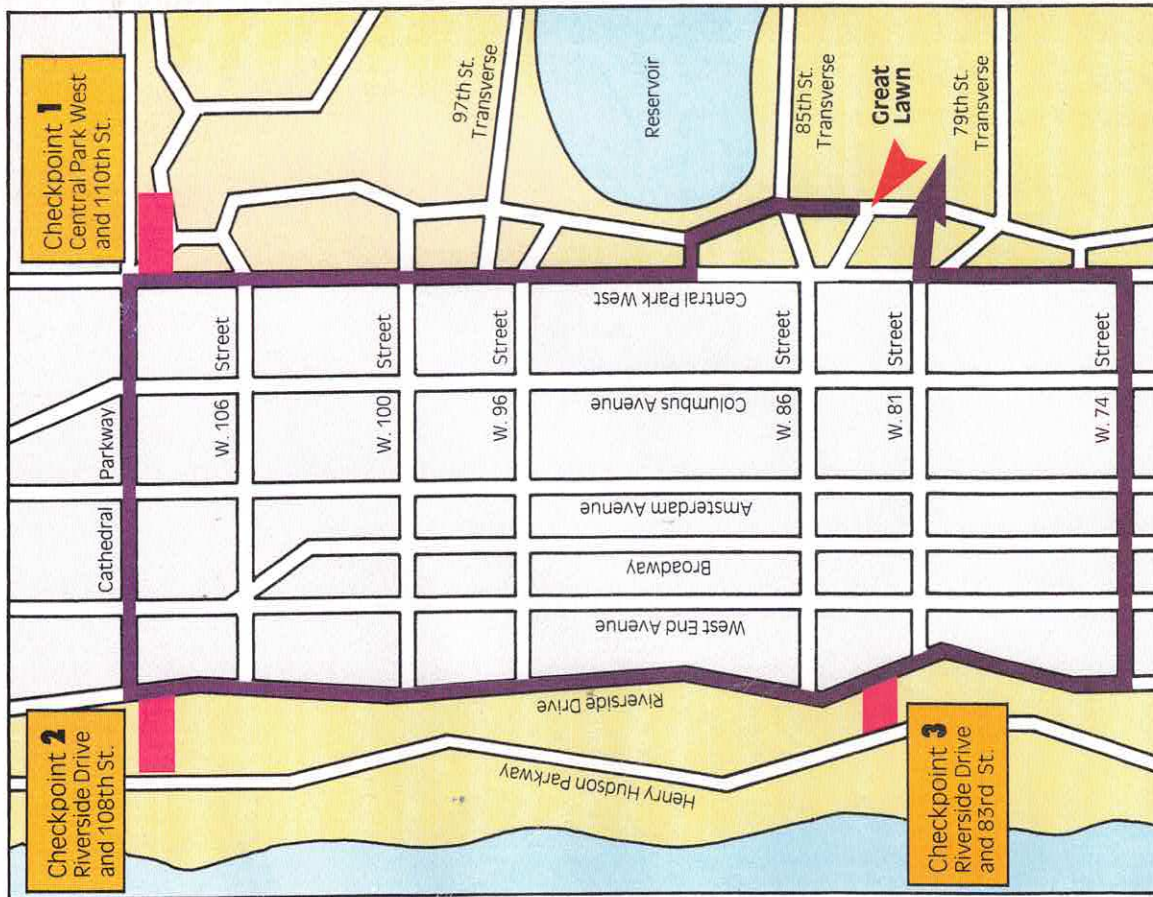 Checkpoint 1
Central Park West
and 110th St.
97th St.
Transverse
Reservoir
85th St.
Transverse
Great
Lawn
79th St.
Transverse
Central Park West
Street
Street
Street
Street
Street
Street
Columbus Avenue
Cathedral Parkway
W. 106
W. 100
W. 96
W. 86
W. 81
W. 74
Amsterdam Avenue
Broadway
West End Avenue
Riverside Drive
Henry Hudson Parkway
Checkpoint 2
Riverside Drive
and 108th St.
Checkpoint 3
Riverside Drive
and 83rd St.